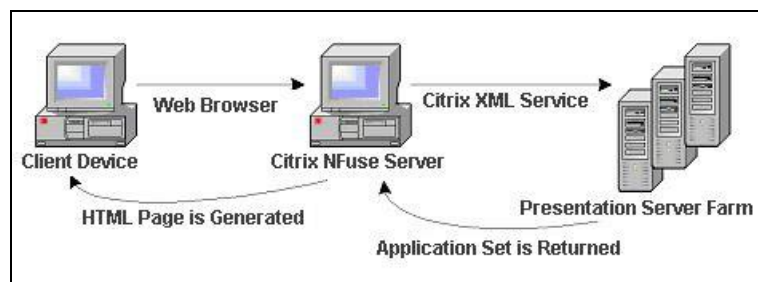 Web Browser
Citrix XML Service
Client Device
Citrix NFuse Server
HTML Page is Generated
Presentation Server Farm
Application Set is Returned